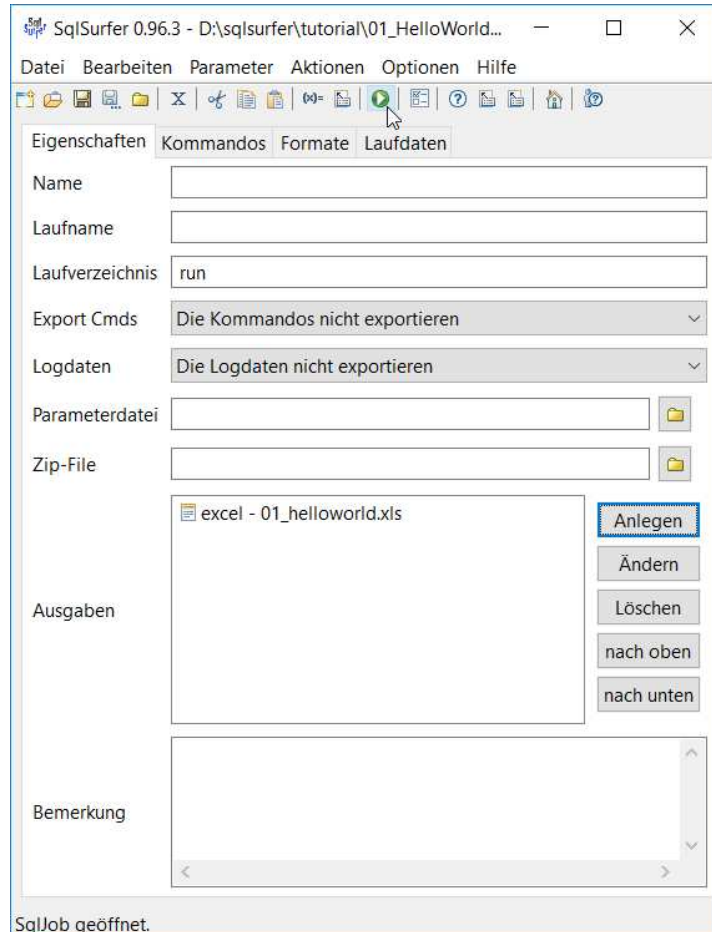 SqlSurfer 0.96.3 - D:\sqlsurfer\tutorial\01_HelloWorld...
Datei Bearbeiten Parameter Aktionen Optionen Hilfe
Eigenschaften Kommandos Formate Laufdaten
Name
Laufname
Laufverzeichnis run
Export Cmds Die Kommandos nicht exportieren
Logdaten Die Logdaten nicht exportieren
Parameterdatei
Zip-File
excel - 01_helloworld.xls
Anlegen
Ändern
Ausgaben
Löschen
nach oben
nach unten
Bemerkung
SqlJob geöffnet.